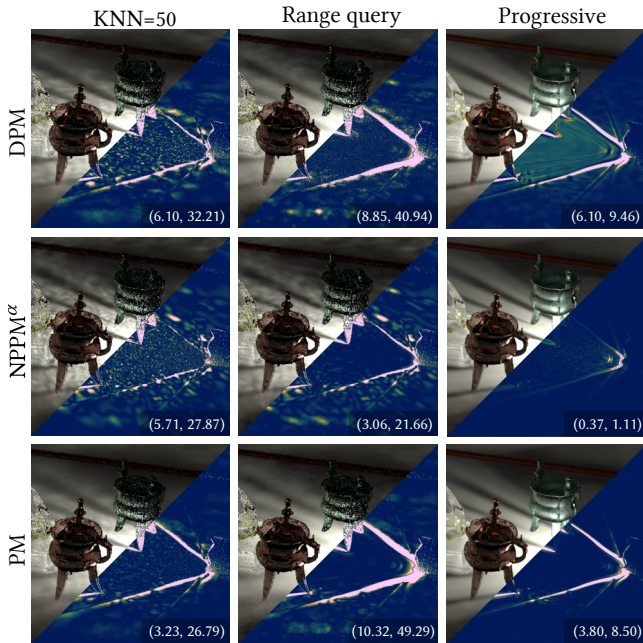 KNN=50 Range query Progressive
DPM
(6.10, 32.21) (8.85, 40.94) (6.10, 9.46)
NPPM^α
(5.71, 27.87) (3.06, 21.66) (0.37, 1.11)
PM
(3.23, 26.79) (10.32, 49.29) (3.80, 8.50)